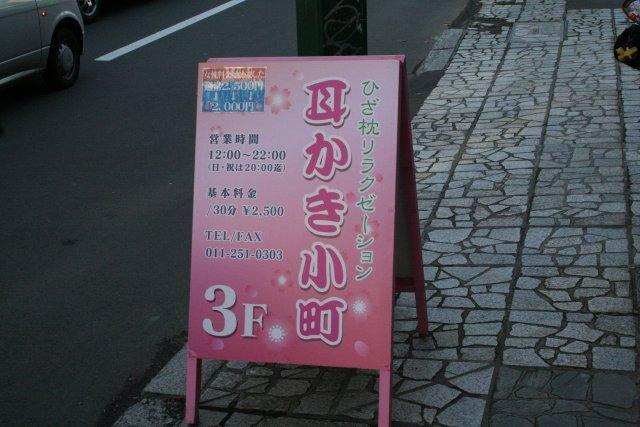 ひざ枕リラクゼーション
耳かき小町
通常2,500円
2,000円
営業時間
12:00～22:00
(日・祝は20:00迄)
基本料金
/30分 ¥2,500
TEL/FAX
011-251-0303
3F